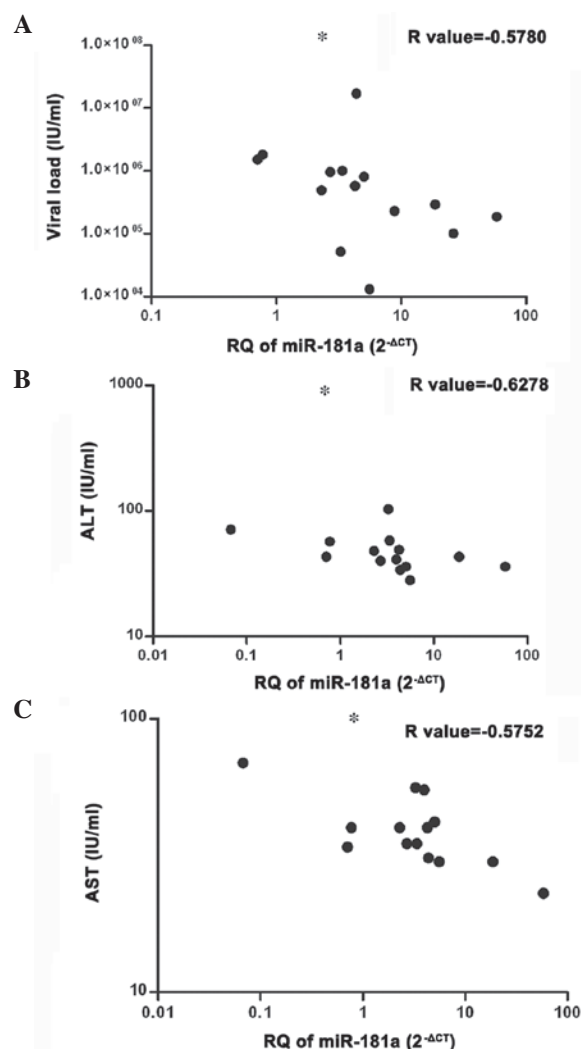 A
*
R value=-0.5780
1.0×10⁰⁸
1.0×10⁰⁷
1.0×10⁰⁶
1.0×10⁰⁵
1.0×10⁰⁴
Viral load (IU/ml)
0.1 1 10 100
RQ of miR-181a (2⁻ΔCT)
B
*
R value=-0.6278
1000
100
10
ALT (IU/ml)
0.01 0.1 1 10 100
RQ of miR-181a (2⁻ΔCT)
C
*
R value=-0.5752
100
10
AST (IU/ml)
0.01 0.1 1 10 100
RQ of miR-181a (2⁻ΔCT)